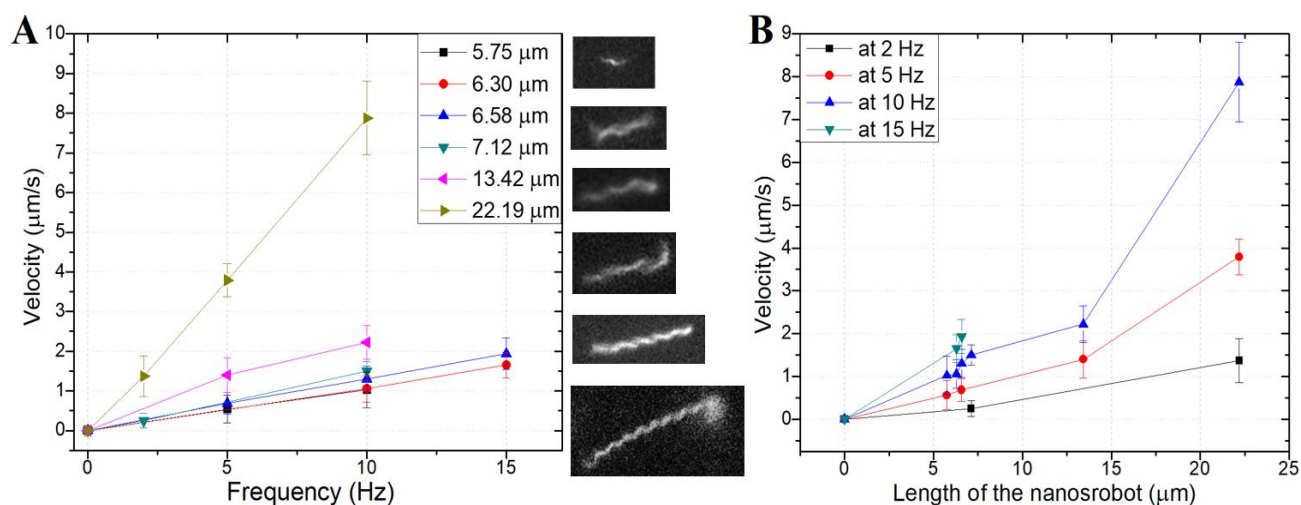 A
Velocity (μm/s)
10
9
8
7
6
5
4
3
2
1
0
0 5 10 15
Frequency (Hz)
5.75 μm
6.30 μm
6.58 μm
7.12 μm
13.42 μm
22.19 μm
B
Velocity (μm/s)
9
8
7
6
5
4
3
2
1
0
0 5 10 15 20 25
Length of the nanosrobot (μm)
at 2 Hz
at 5 Hz
at 10 Hz
at 15 Hz